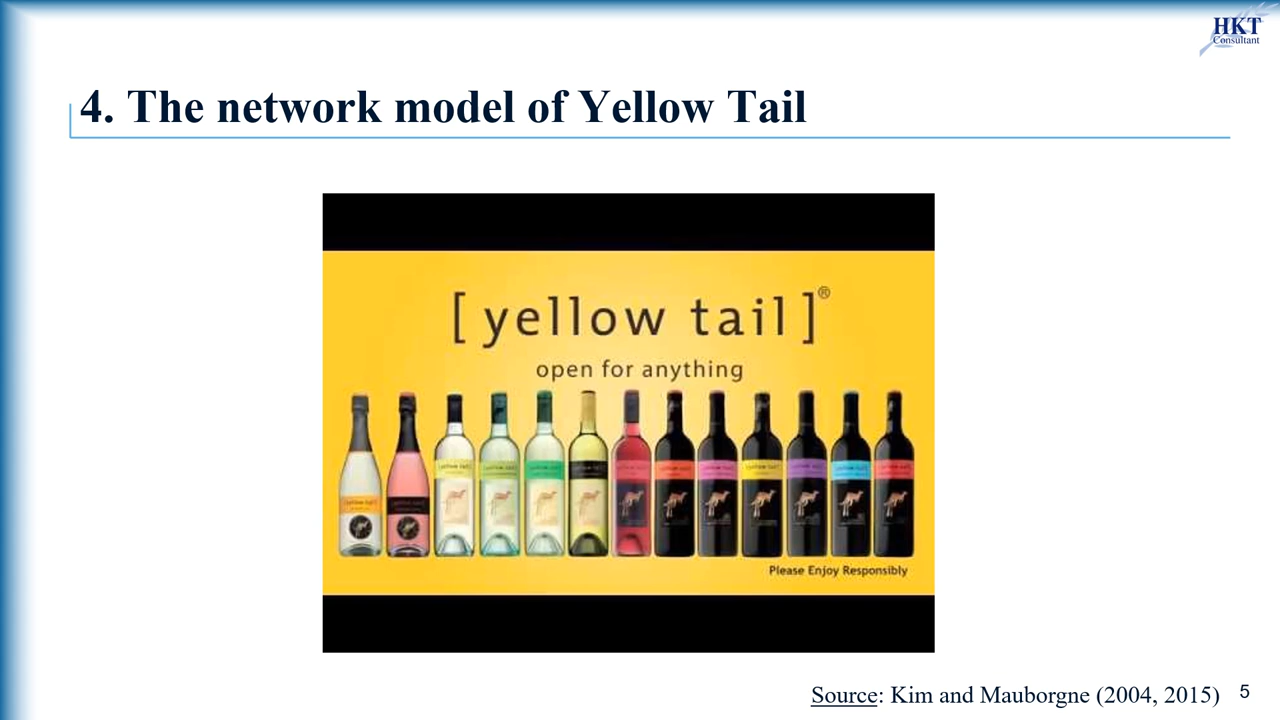 HKT
Consultant
4. The network model of Yellow Tail
[ yellow tail ]®
open for anything
Please Enjoy Responsibly
Source: Kim and Mauborgne (2004, 2015)
5